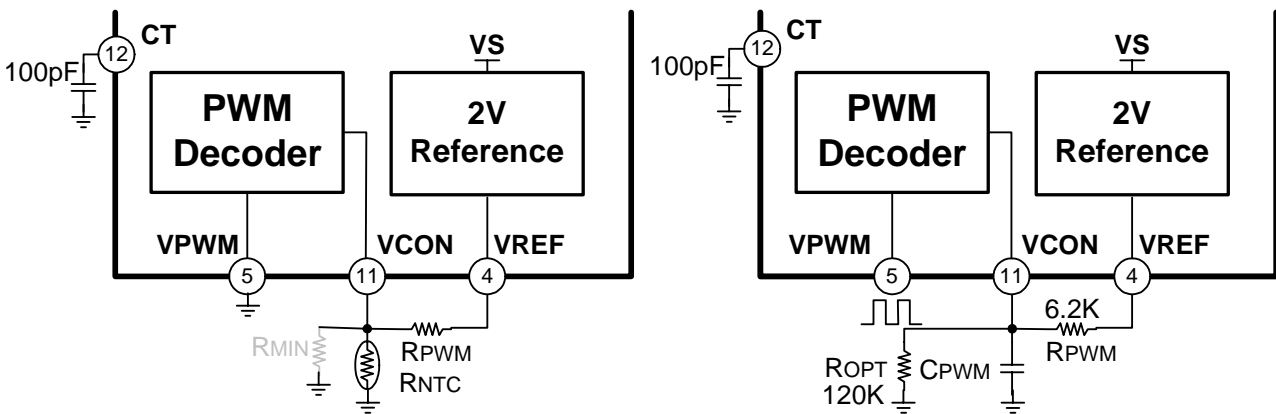 CT
12
100pF
VS
PWM
Decoder
2V
Reference
VPWM
VCON
VREF
5
11
4
RMIN
RPWM
RNTC
CT
12
100pF
VS
PWM
Decoder
2V
Reference
VPWM
VCON
VREF
5
11
4
6.2K
RPWM
ROPT
120K
CPWM